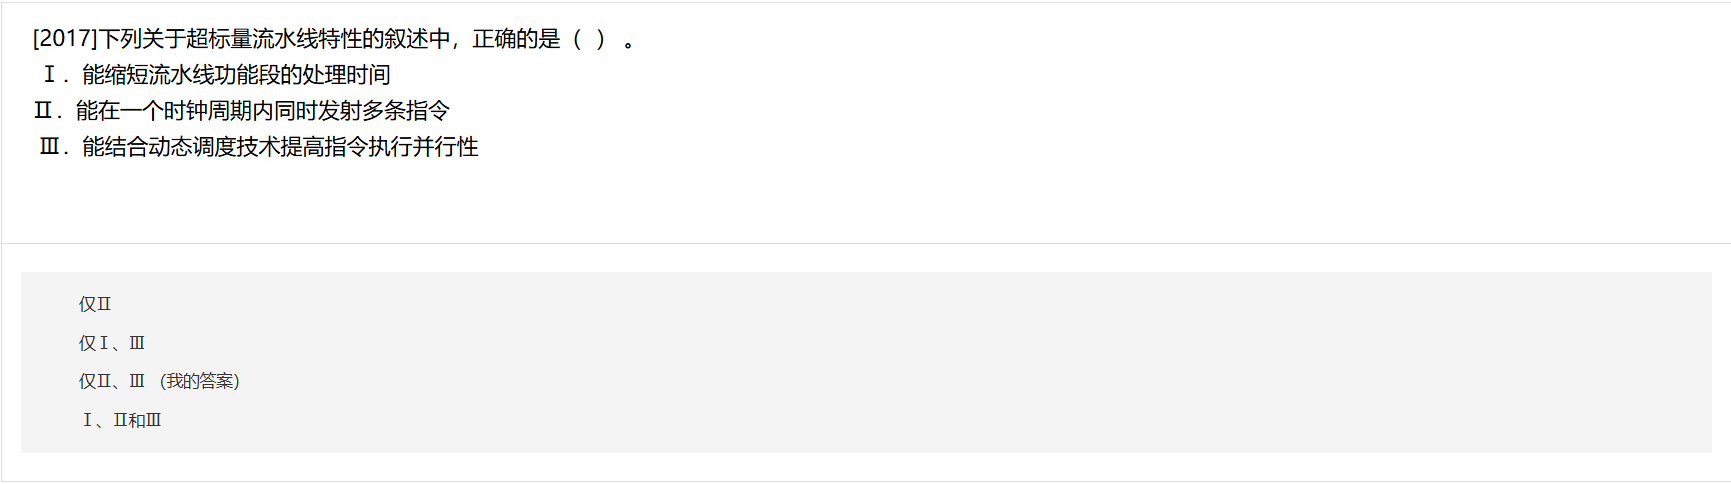 [2017]下列关于超标量流水线特性的叙述中，正确的是（ ） 。
Ⅰ．能缩短流水线功能段的处理时间
Ⅱ．能在一个时钟周期内同时发射多条指令
Ⅲ．能结合动态调度技术提高指令执行并行性
仅Ⅱ
仅Ⅰ、Ⅲ
仅Ⅱ、Ⅲ （我的答案）
Ⅰ、Ⅱ和Ⅲ